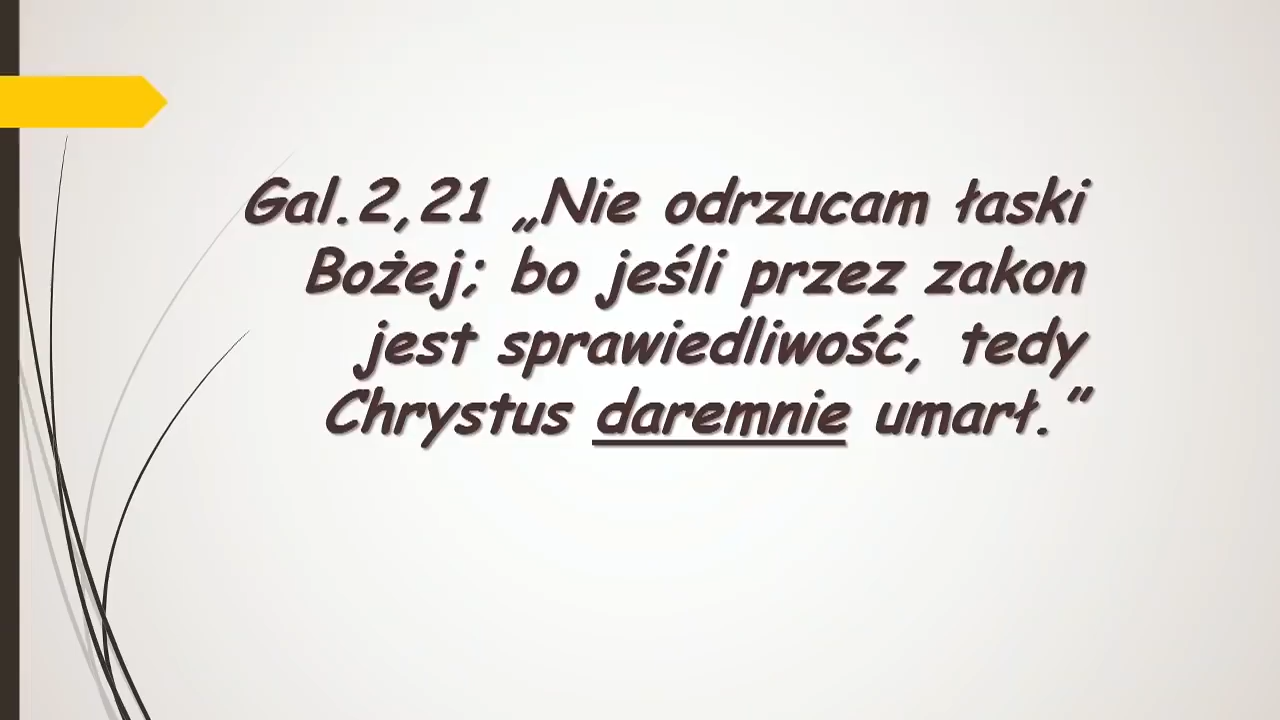 Gal.2,21 „Nie odrzucam łaski
Bożej; bo jeśli przez zakon
jest sprawiedliwość, tedy
Chrystus daremnie umarł.”